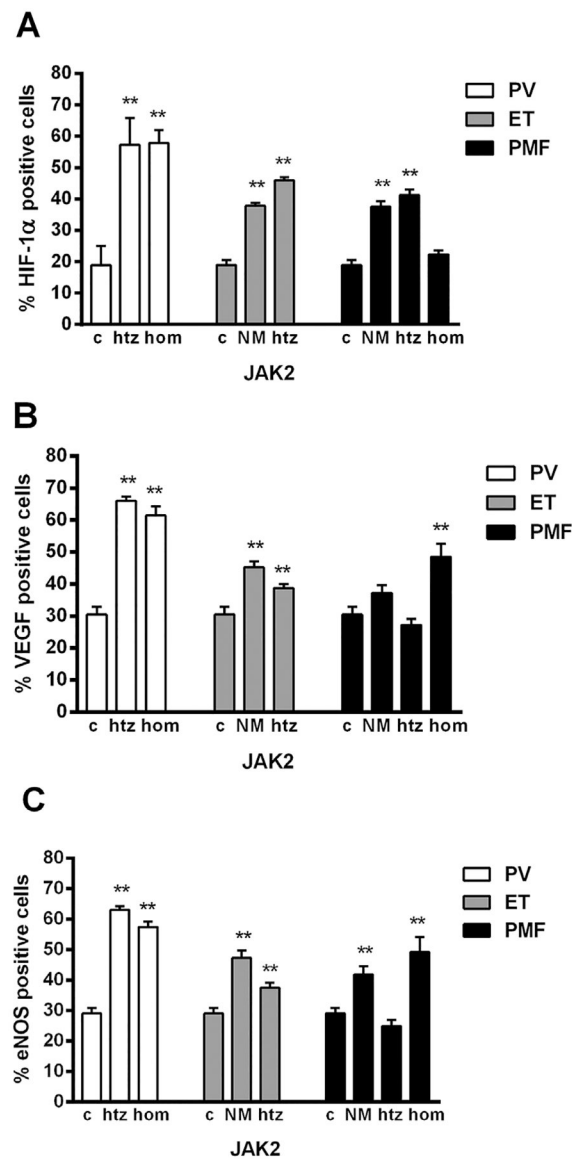 A
% HIF-1α positive cells
80
70
60
50
40
30
20
10
0
** **
** **
** **
PV
ET
PMF
c htz hom c NM htz c NM htz hom
JAK2
B
% VEGF positive cells
80
70
60
50
40
30
20
10
0
** **
** **
**
PV
ET
PMF
c htz hom c NM htz c NM htz hom
JAK2
C
% eNOS positive cells
80
70
60
50
40
30
20
10
0
** **
** **
** **
PV
ET
PMF
c htz hom c NM htz c NM htz hom
JAK2